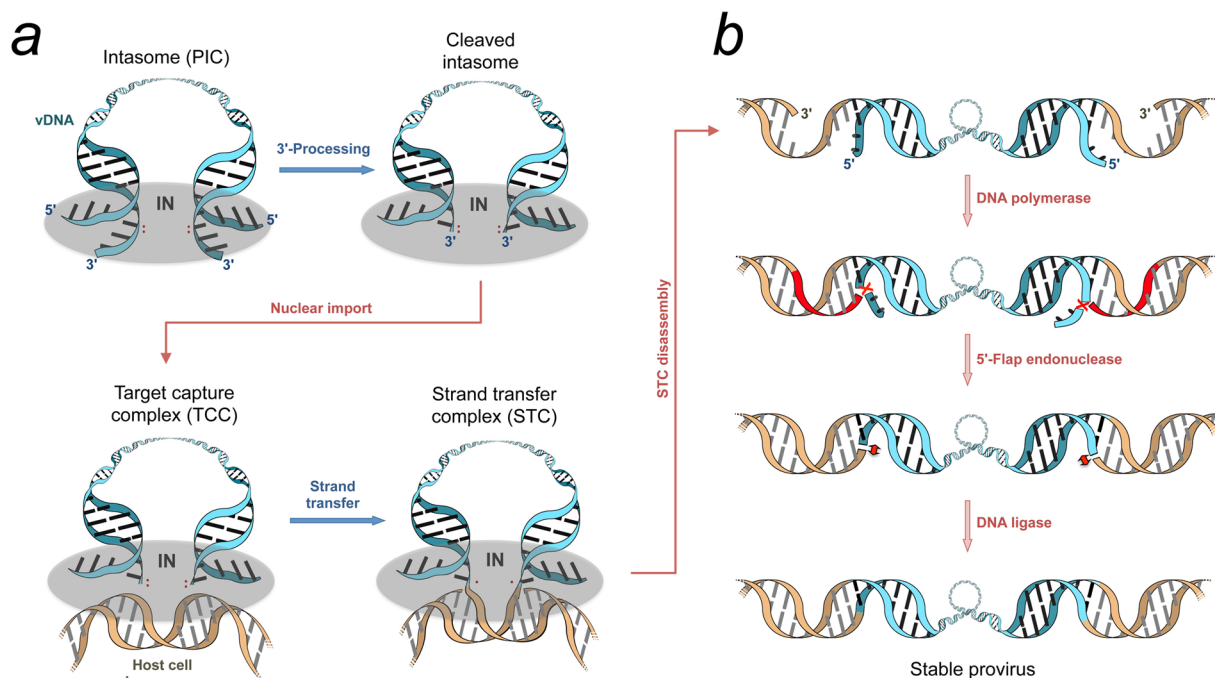 a
Intasome (PIC)
Cleaved
intasome
vDNA
3'-Processing
IN
IN
5'
5'
3'
3'
3'
3'
Nuclear import
Target capture
complex (TCC)
Strand transfer
complex (STC)
Strand
transfer
IN
IN
Host cell
STC disassembly
b
3'
3'
5'
5'
DNA polymerase
5'-Flap endonuclease
DNA ligase
Stable provirus